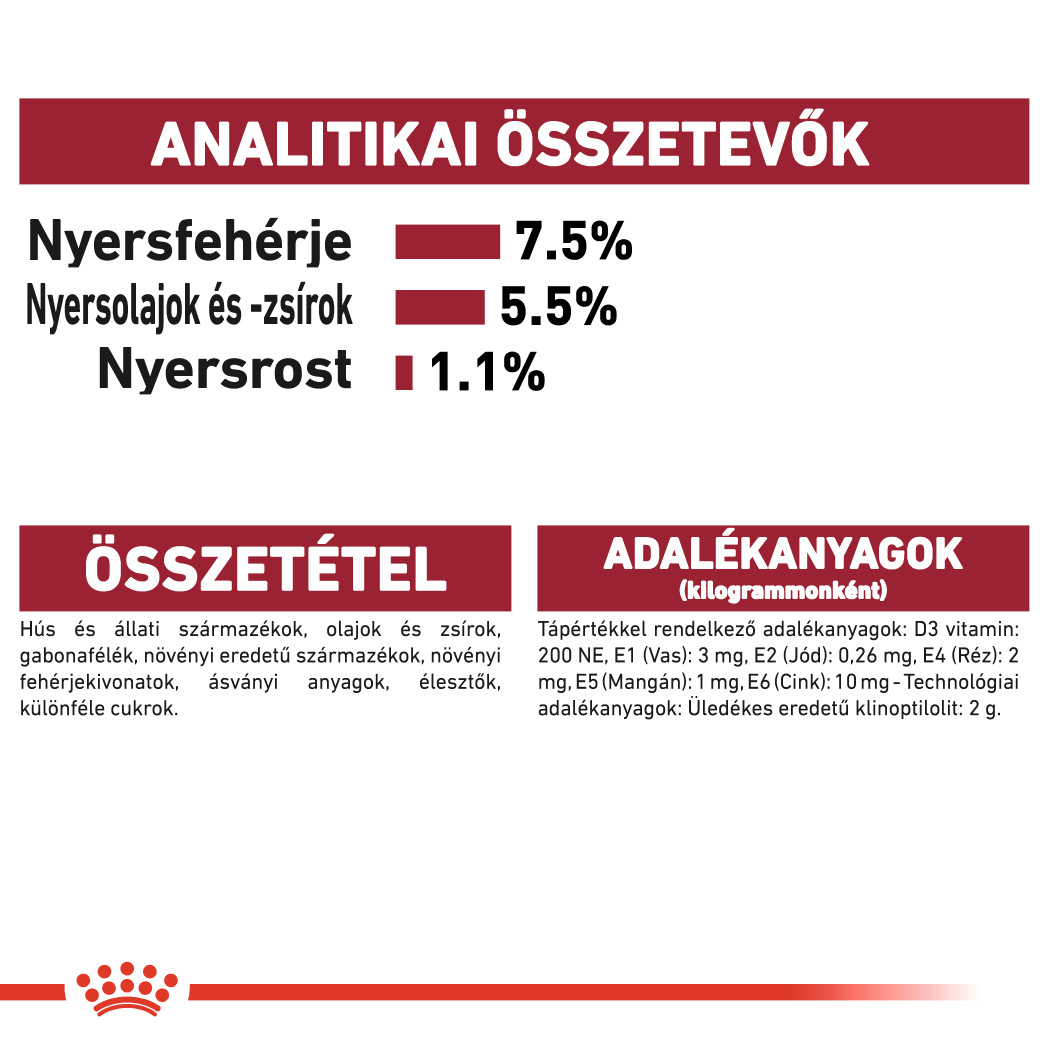 ANALITIKAI ÖSSZETEVŐK
Nyersfehérje 7.5%
Nyersolajok és -zsírok 5.5%
Nyersrost 1.1%
ÖSSZETÉTEL
Hús és állati származékok, olajok és zsírok,
gabonafélék, növényi eredetű származékok, növényi
fehérjekivonatok, ásványi anyagok, élesztők,
különféle cukrok.
ADALÉKANYAGOK
(kilogrammonként)
Tápértékkel rendelkező adalékanyagok: D3 vitamin:
200 NE, E1 (Vas): 3 mg, E2 (Jód): 0,26 mg, E4 (Réz): 2
mg, E5 (Mangán): 1 mg, E6 (Cink): 10 mg - Technológiai
adalékanyagok: Üledékes eredetű klinoptilolit: 2 g.